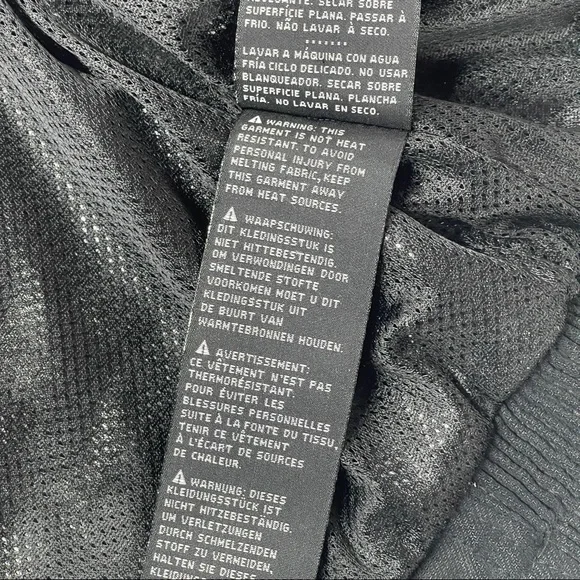 SECAR SOBRE
SUPERFÍCIE PLANA. PASSAR À
FRIO. NÃO LAVAR À SECO.
.......
LAVAR A MÁQUINA CON AGUA
FRÍA CICLO DELICADO. NO USAR
BLANQUEADOR. SECAR SOBRE
SUPERFICIE PLANA. PLANCHA
FRÍA. NO LAVAR EN SECO.
⚠ WARNING: THIS
GARMENT IS NOT HEAT
RESISTANT. TO AVOID
PERSONAL INJURY FROM
MELTING FABRIC, KEEP
THIS GARMENT AWAY
FROM HEAT SOURCES.
⚠ WAAPSCHUWING:
DIT KLEDINGSSTUK IS
NIET HITTEBESTENDIG.
OM VERWONDINGEN DOOR
SMELTENDE STOFTE
VOORKOMEN MOET U DIT
KLEDINGSSTUK UIT
DE BUURT VAN
WARMTEBRONNEN HOUDEN.
⚠ AVERTISSEMENT:
CE VÊTEMENT N'EST PAS
THERMORÉSISTANT.
POUR ÉVITER LES
BLESSURES PERSONNELLES
SUITE À LA FONTE DU TISSU,
TENIR CE VÊTEMENT
À L'ÉCART DE SOURCES
DE CHALEUR.
⚠ WARNUNG: DIESES
KLEIDUNGSSTÜCK IST
NICHT HITZEBESTÄNDIG.
UM VERLETZUNGEN
DURCH SCHMELZENDEN
STOFF ZU VERMEIDEN,
HALTEN SIE DIESES
KLEIDUNGSSTÜCK